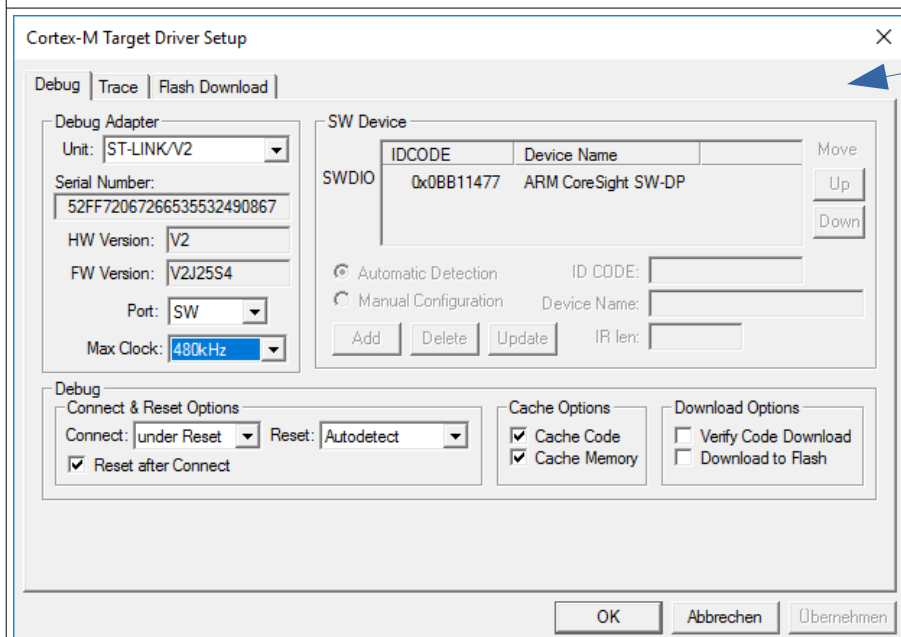 Cortex-M Target Driver Setup
Debug Trace Flash Download
Debug Adapter
Unit: ST-LINK/V2
Serial Number:
52FF72067266535532490867
HW Version: V2
FW Version: V2J25S4
Port: SW
Max Clock: 480kHz
SW Device
IDCODE Device Name
SWDIO 0x0BB11477 ARM CoreSight SW-DP
Move
Up
Down
Automatic Detection ID CODE:
Manual Configuration Device Name:
Add Delete Update IR len:
Debug
Connect & Reset Options
Connect: under Reset Reset: Autodetect
Reset after Connect
Cache Options
Cache Code
Cache Memory
Download Options
Verify Code Download
Download to Flash
OK Abbrechen Übernehmen